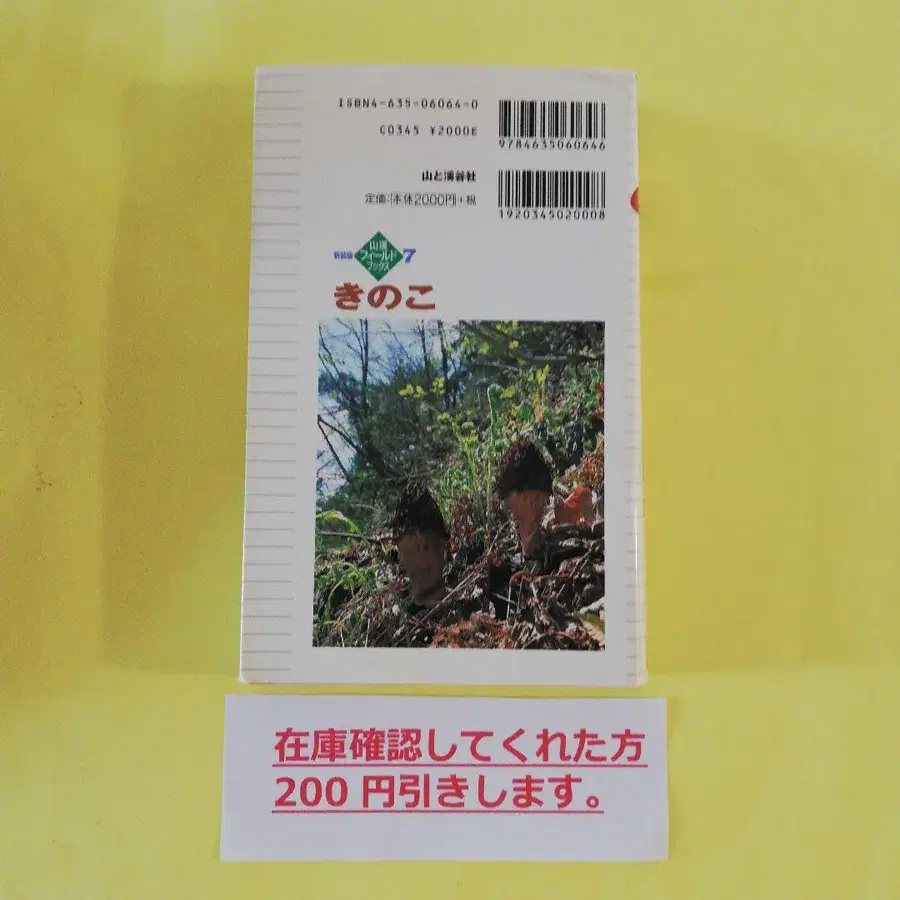 ISBN4-635-06064-0
C0345 ¥2000E
9784635060646
山と溪谷社
定価:[本体2000円]+税
1920345020008
新装版
山溪
フィールド
ブックス
7
きのこ
在庫確認してくれた方
200 円引きします。